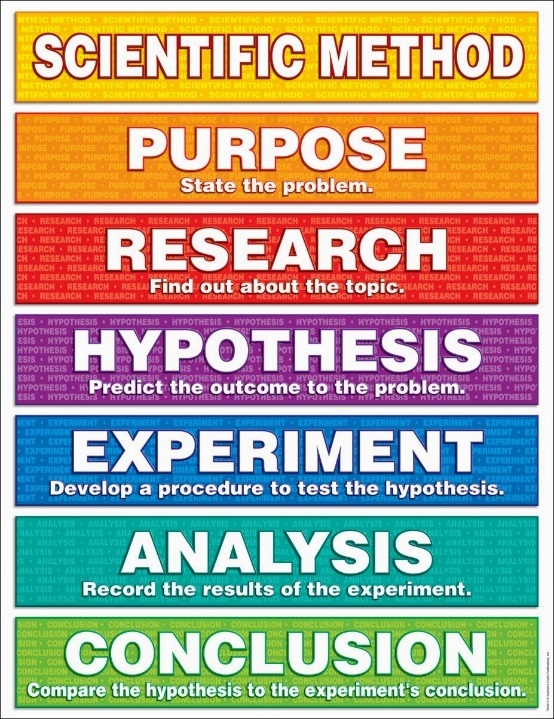 SCIENTIFIC METHOD
PURPOSE
State the problem.
RESEARCH
Find out about the topic.
HYPOTHESIS
Predict the outcome to the problem.
EXPERIMENT
Develop a procedure to test the hypothesis.
ANALYSIS
Record the results of the experiment.
CONCLUSION
Compare the hypothesis to the experiment's conclusion.